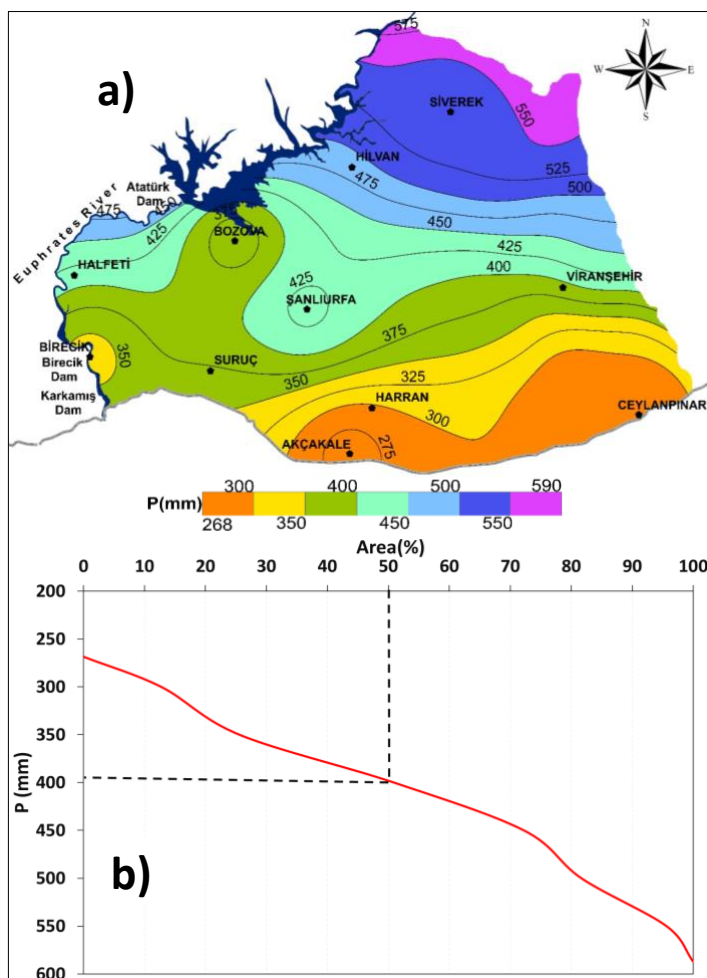 575
a)
N
W
E
S
SİVEREK
550
HİLVAN
525
475
500
Atatürk
Dam
475
450
450
Euphrates River
425
375
BOZOVA
425
HALFETİ
400
VİRANŞEHİR
425
ŞANLIURFA
375
BİRECİK
350
Birecik
Dam
SURUÇ
350
325
Karkamış
Dam
HARRAN
300
CEYLANPINAR
AKÇAKALE
275
300 400 500 590
P(mm)
268 350 450 550
Area(%)
0 10 20 30 40 50 60 70 80 90 100
200
250
300
350
P (mm)
400
450
500
b)
550
600